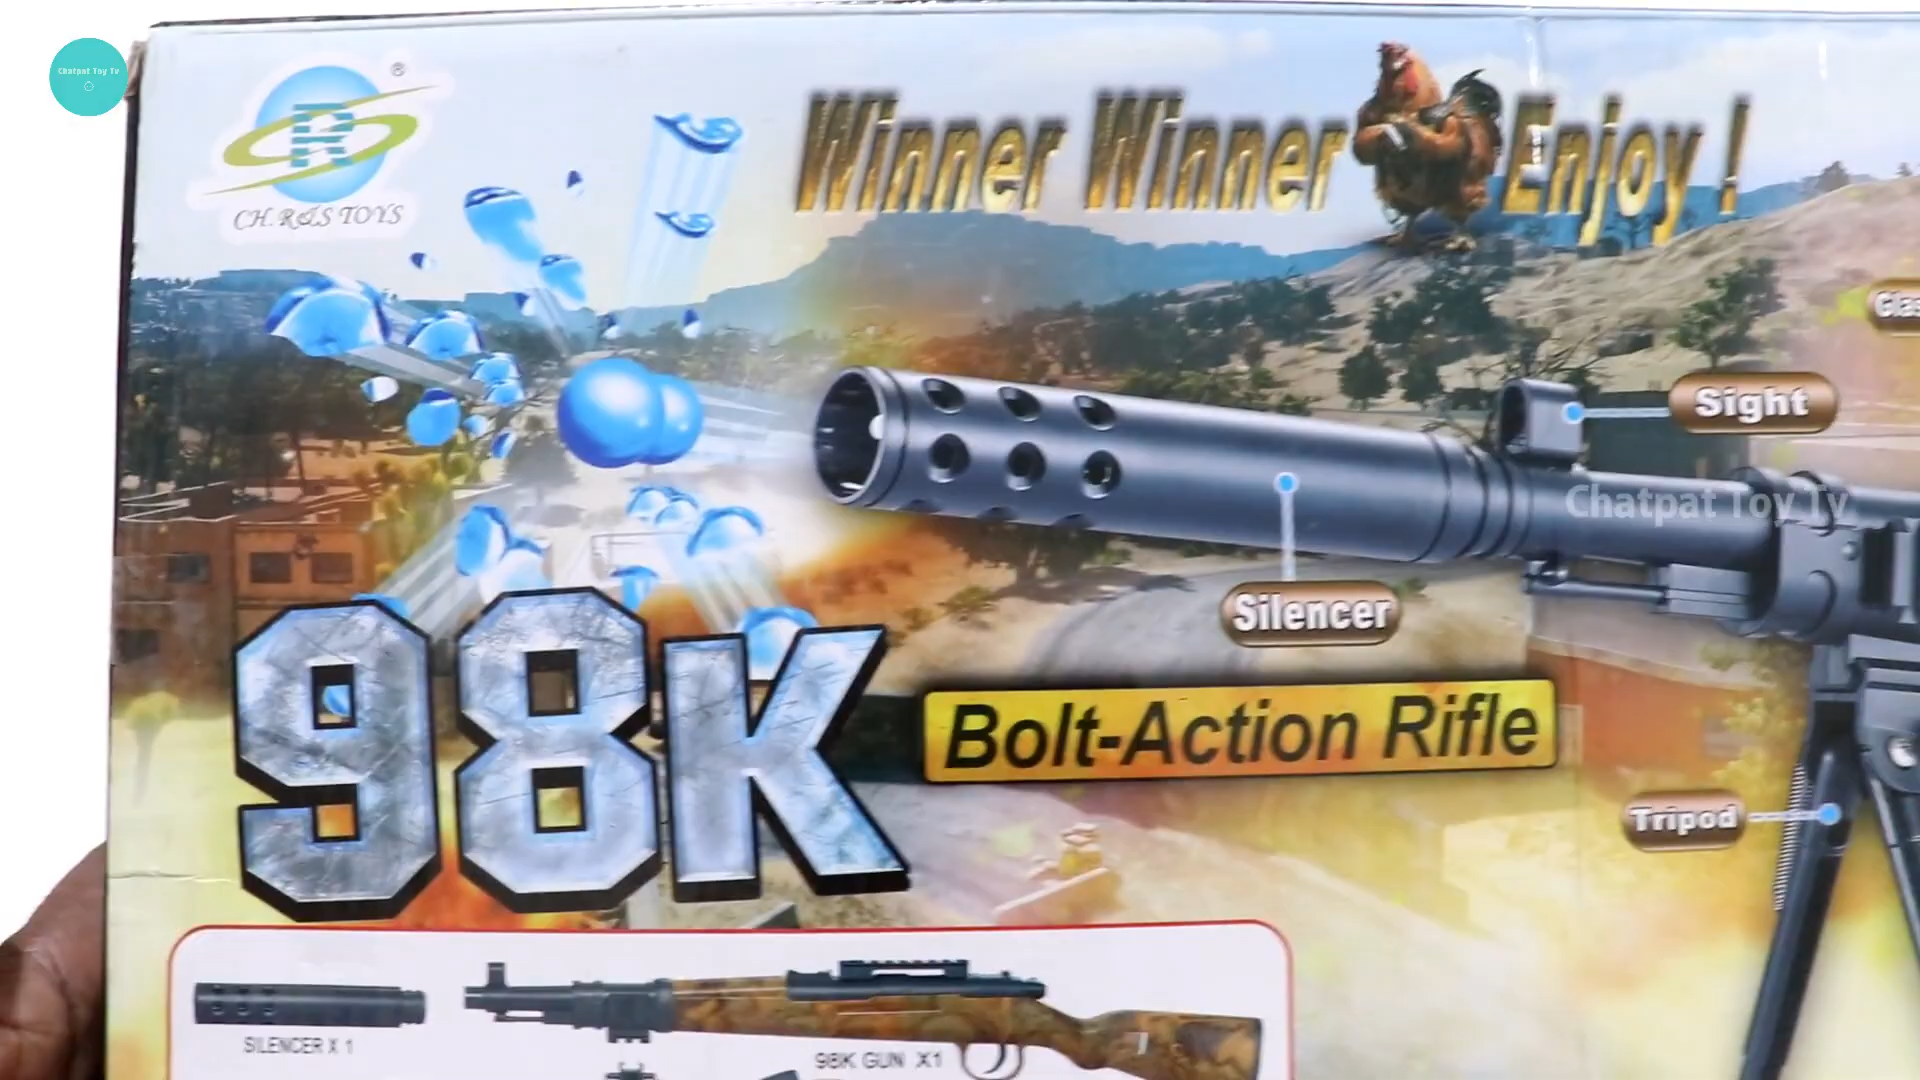 Chatpat Toy Tv
®
R
CH. R&S TOYS
Winner Winner Enjoy !
Sight
Chatpat Toy Tv
Silencer
98K
Bolt-Action Rifle
Tripod
SILENCER X 1
98K GUN X1